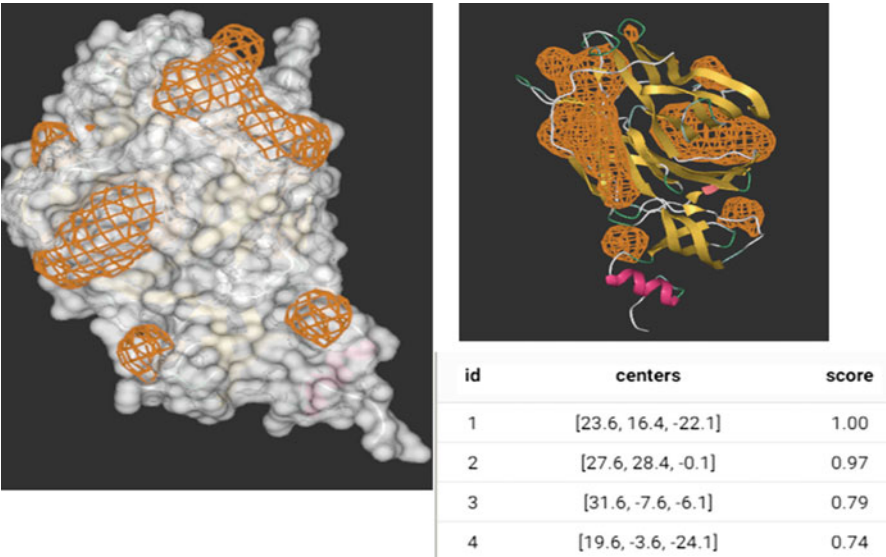 id centers score
1 [23.6, 16.4, -22.1] 1.00
2 [27.6, 28.4, -0.1] 0.97
3 [31.6, -7.6, -6.1] 0.79
4 [19.6, -3.6, -24.1] 0.74